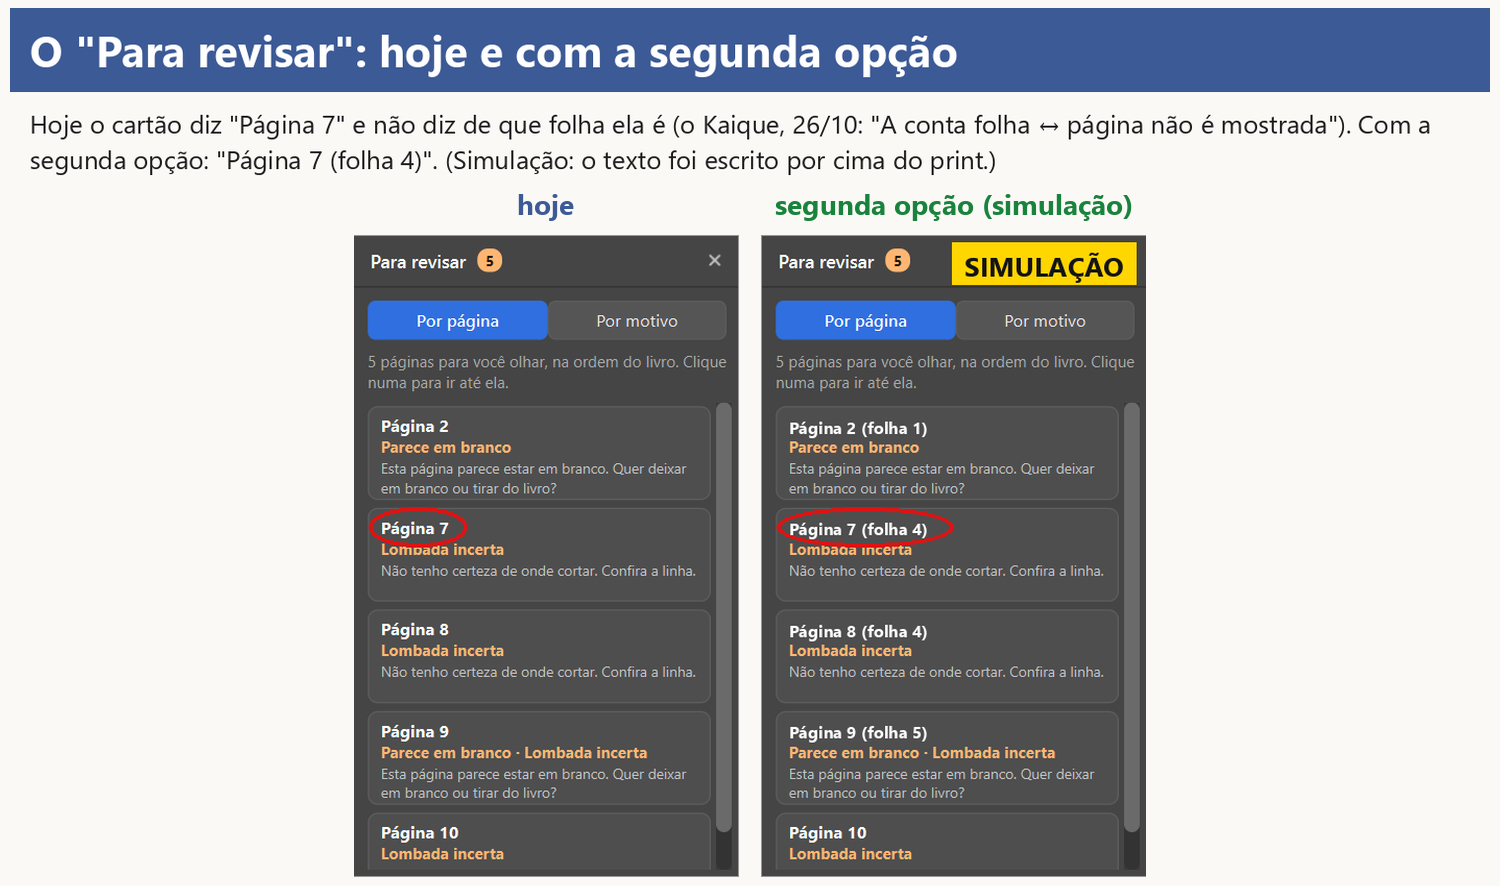 O "Para revisar": hoje e com a segunda opção
Hoje o cartão diz "Página 7" e não diz de que folha ela é (o Kaique, 26/10: "A conta folha ↔ página não é mostrada"). Com a
segunda opção: "Página 7 (folha 4)". (Simulação: o texto foi escrito por cima do print.)
hoje
Para revisar 5 ×
Por página Por motivo
5 páginas para você olhar, na ordem do livro. Clique
numa para ir até ela.
Página 2
Parece em branco
Esta página parece estar em branco. Quer deixar
em branco ou tirar do livro?
Página 7
Lombada incerta
Não tenho certeza de onde cortar. Confira a linha.
Página 8
Lombada incerta
Não tenho certeza de onde cortar. Confira a linha.
Página 9
Parece em branco · Lombada incerta
Esta página parece estar em branco. Quer deixar
em branco ou tirar do livro?
Página 10
Lombada incerta
segunda opção (simulação)
Para revisar 5 SIMULAÇÃO
Por página Por motivo
5 páginas para você olhar, na ordem do livro. Clique
numa para ir até ela.
Página 2 (folha 1)
Parece em branco
Esta página parece estar em branco. Quer deixar
em branco ou tirar do livro?
Página 7 (folha 4)
Lombada incerta
Não tenho certeza de onde cortar. Confira a linha.
Página 8 (folha 4)
Lombada incerta
Não tenho certeza de onde cortar. Confira a linha.
Página 9 (folha 5)
Parece em branco · Lombada incerta
Esta página parece estar em branco. Quer deixar
em branco ou tirar do livro?
Página 10
Lombada incerta